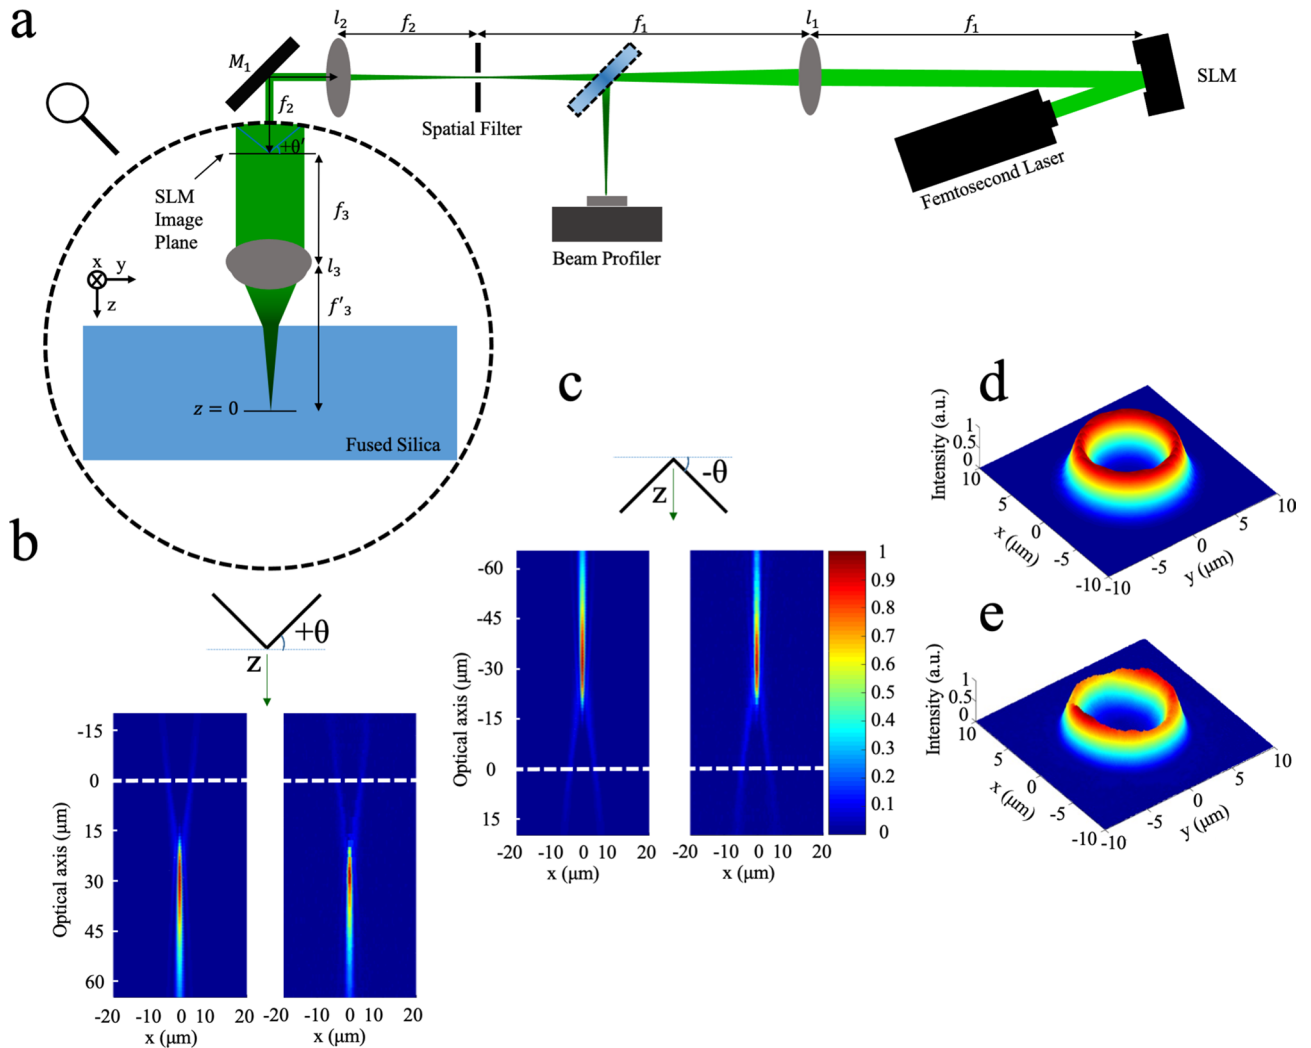 a
l₂
f₂
f₁
l₁
f₁
M₁
SLM
f₂
Spatial Filter
+θ'
Femtosecond Laser
SLM
Image
Plane
f₃
Beam Profiler
x
y
z
l₃
f'₃
z = 0
Fused Silica
b
+θ
z
Optical axis (μm)
-15
0
15
30
45
60
-20 -10 0 10 20
x (μm)
-20 -10 0 10 20
x (μm)
c
-θ
z
Optical axis (μm)
-60
-45
-30
-15
0
15
-20 -10 0 10 20
x (μm)
-20 -10 0 10 20
x (μm)
1
0.9
0.8
0.7
0.6
0.5
0.4
0.3
0.2
0.1
0
d
Intensity (a.u.)
1
0.5
0
10
5
0
-5
-10
x (μm)
-10
-5
0
5
10
y (μm)
e
Intensity (a.u.)
1
0.5
0
10
5
0
-5
-10
x (μm)
-10
-5
0
5
10
y (μm)